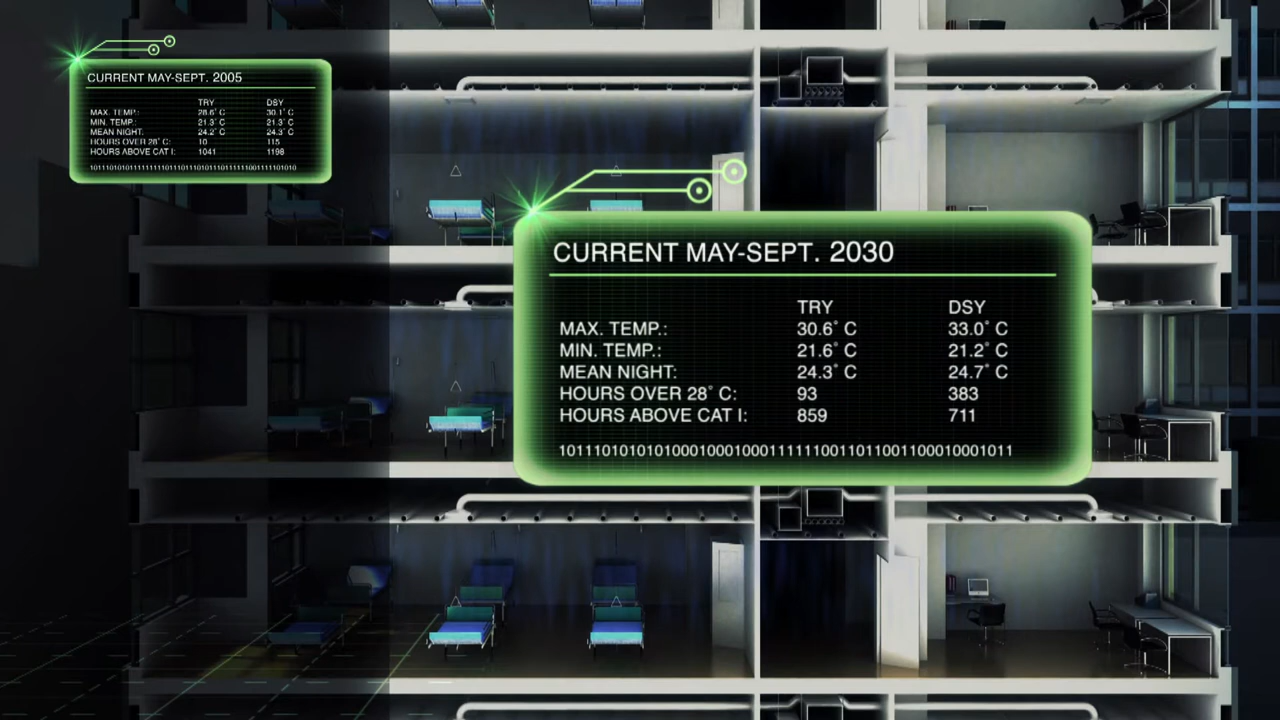 CURRENT MAY-SEPT. 2005
TRY DSY
MAX. TEMP.: 28.6° C 30.1° C
MIN. TEMP.: 21.3° C 21.3° C
MEAN NIGHT: 24.2° C 24.3° C
HOURS OVER 28° C: 10 115
HOURS ABOVE CAT I: 1041 1198
CURRENT MAY-SEPT. 2030
TRY DSY
MAX. TEMP.: 30.6° C 33.0° C
MIN. TEMP.: 21.6° C 21.2° C
MEAN NIGHT: 24.3° C 24.7° C
HOURS OVER 28° C: 93 383
HOURS ABOVE CAT I: 859 711
1011101010101000100010001111110011011001100010001011